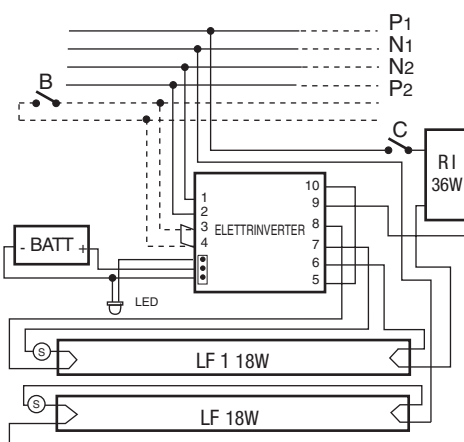 P1
N1
N2
P2
B
C
R I
36W
1
2
3
4
ELETTRINVERTER
10
9
8
7
6
5
- BATT +
LED
S
LF 1 18W
S
LF 18W